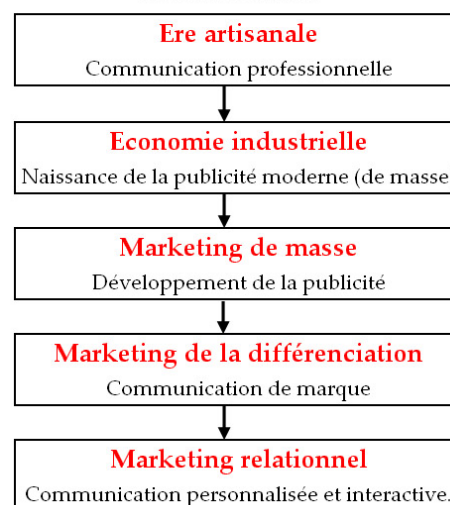 Ere artisanale
Communication professionnelle
Economie industrielle
Naissance de la publicité moderne (de masse
Marketing de masse
Développement de la publicité
Marketing de la différenciation
Communication de marque
Marketing relationnel
Communication personnalisée et interactive.